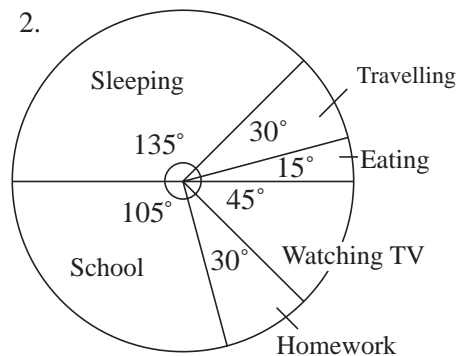 2.
Sleeping
Travelling
30°
135°
15°
Eating
105°
45°
School
30°
Watching TV
Homework